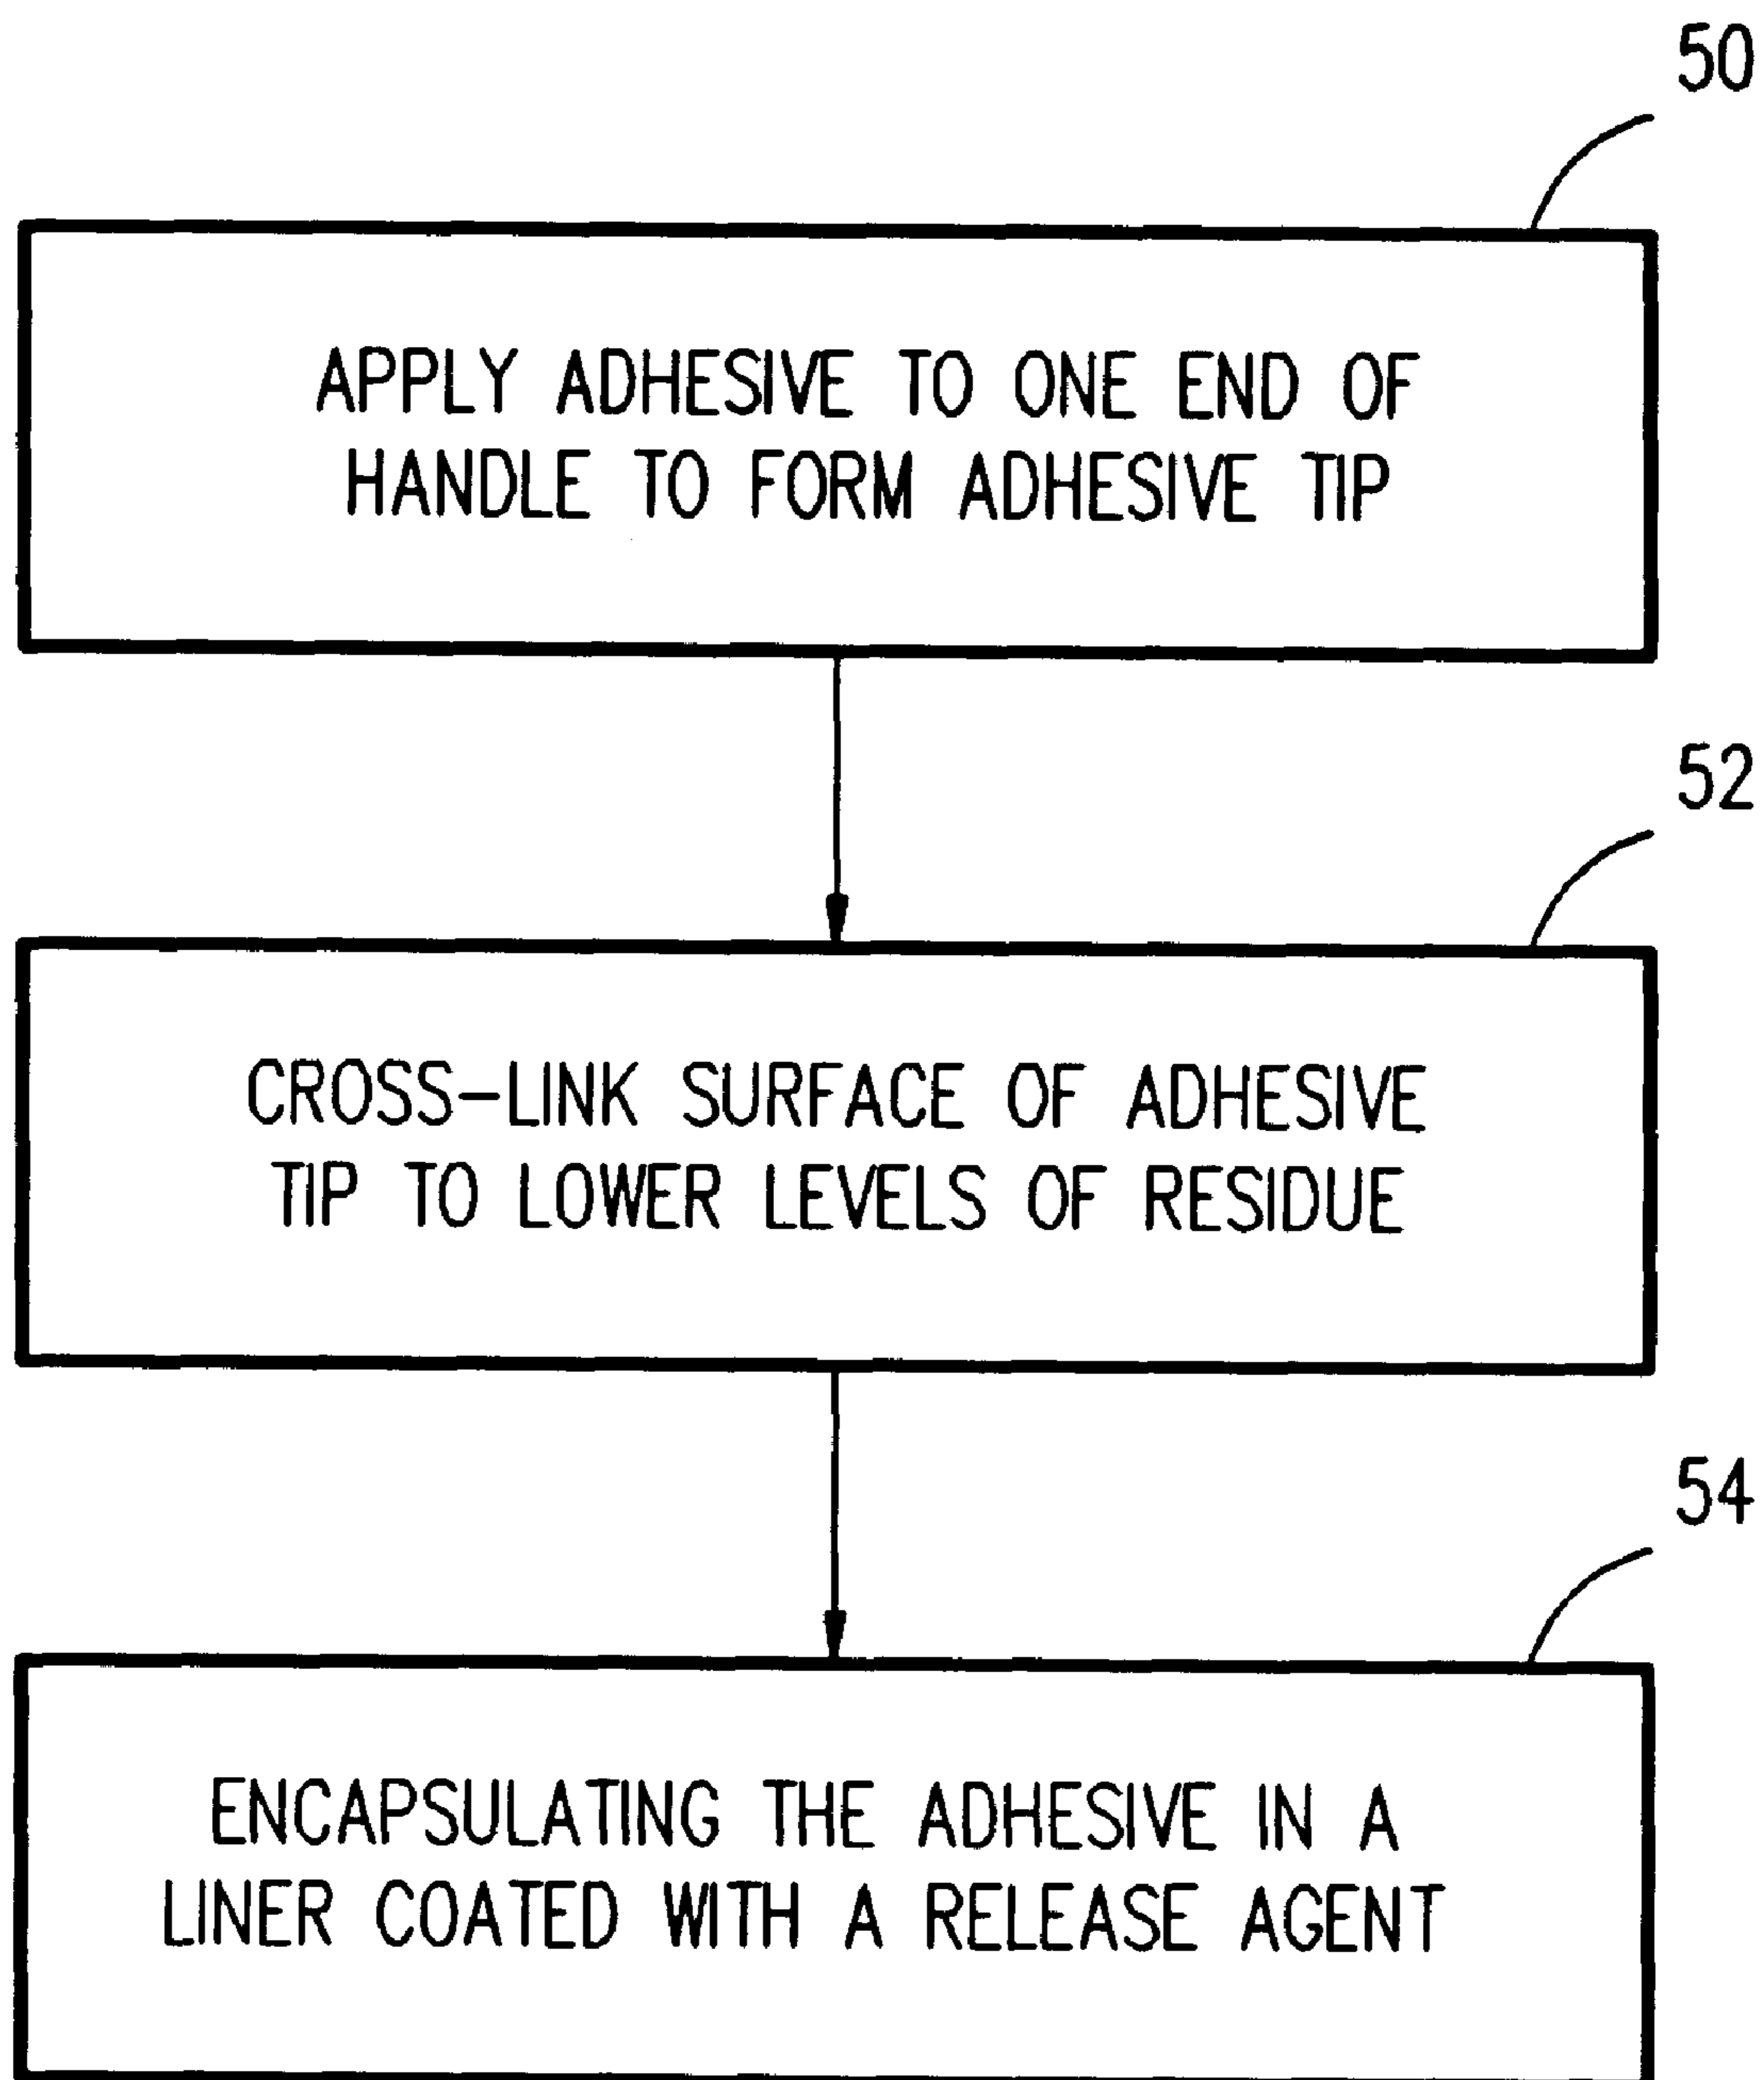 50
APPLY ADHESIVE TO ONE END OF
HANDLE TO FORM ADHESIVE TIP
52
CROSS-LINK SURFACE OF ADHESIVE
TIP TO LOWER LEVELS OF RESIDUE
54
ENCAPSULATING THE ADHESIVE IN A
LINER COATED WITH A RELEASE AGENT